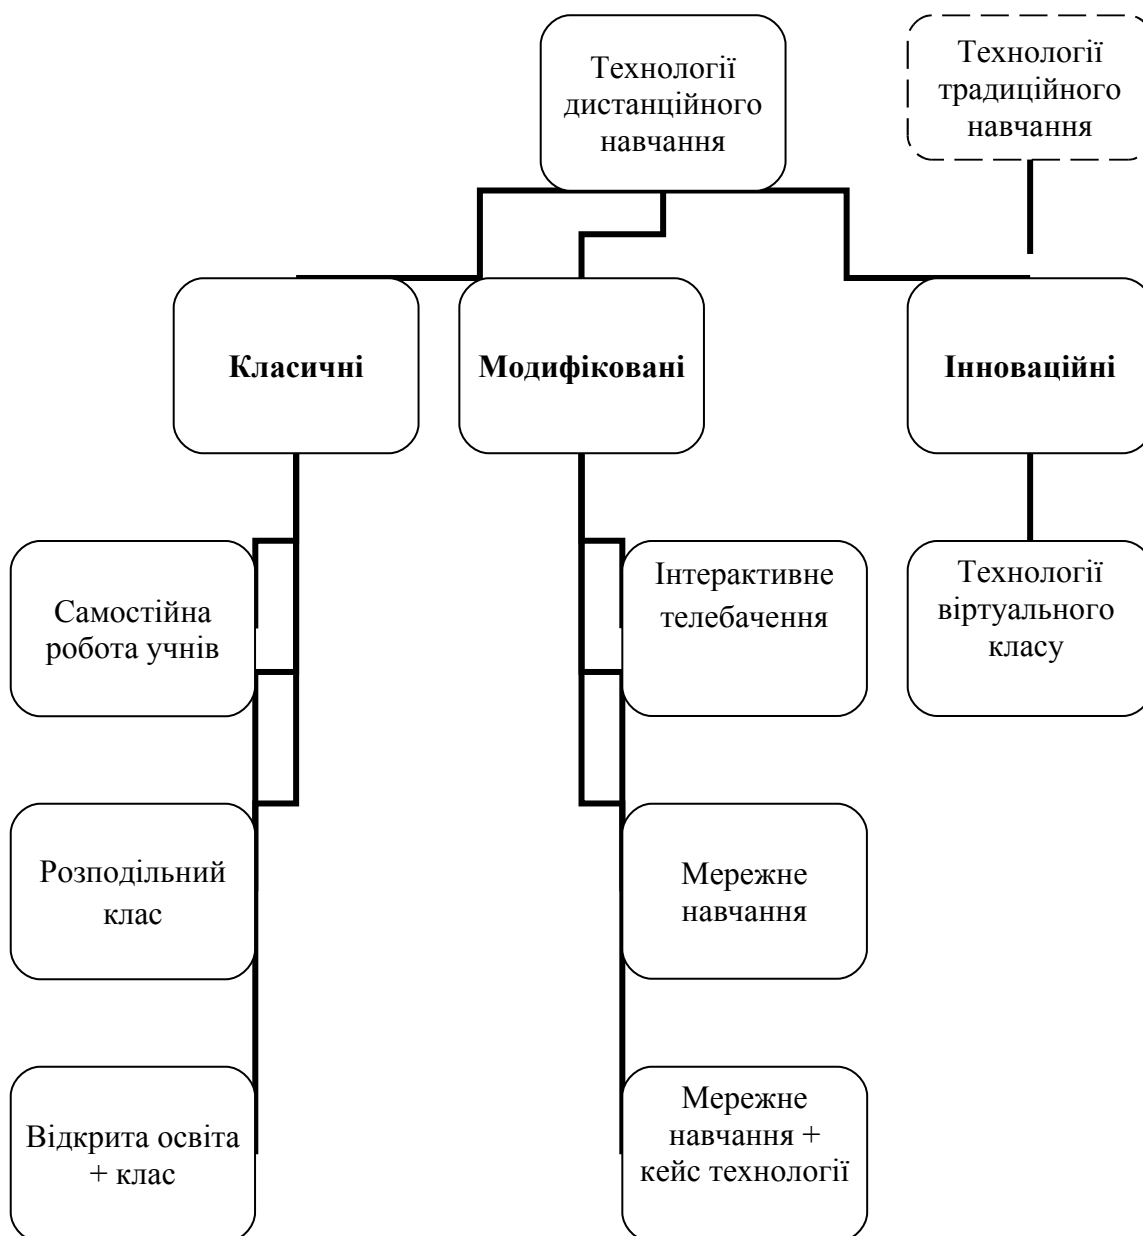 Технології
дистанційного
навчання
Технології
традиційного
навчання
Класичні
Модифіковані
Інноваційні
Самостійна
робота учнів
Інтерактивне
телебачення
Технології
віртуального
класу
Розподільний
клас
Мережне
навчання
Відкрита освіта
+ клас
Мережне
навчання +
кейс технології